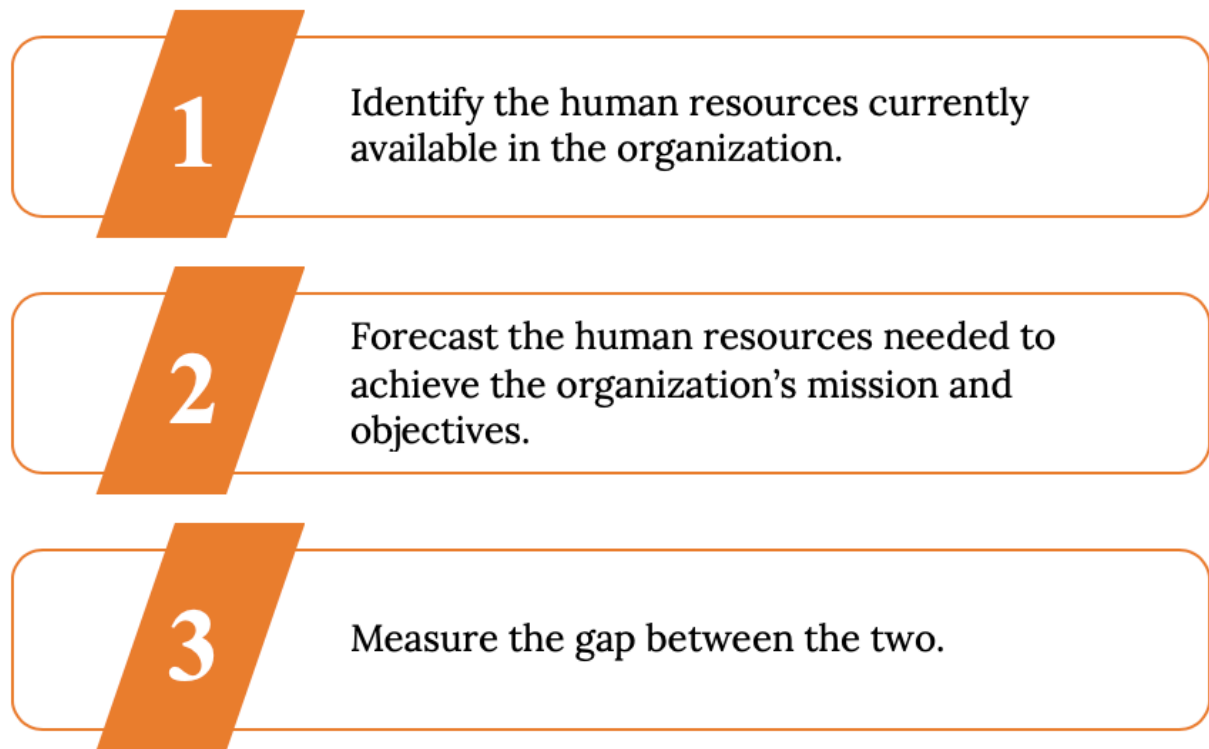 1
Identify the human resources currently
available in the organization.
2
Forecast the human resources needed to
achieve the organization’s mission and
objectives.
3
Measure the gap between the two.